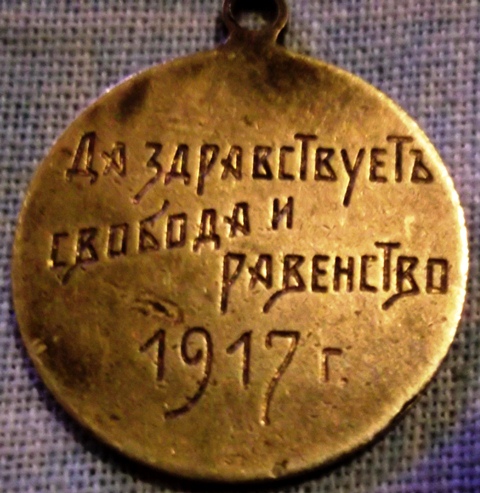 Да здравствуетъ
свобода и
равенство
1917 г.